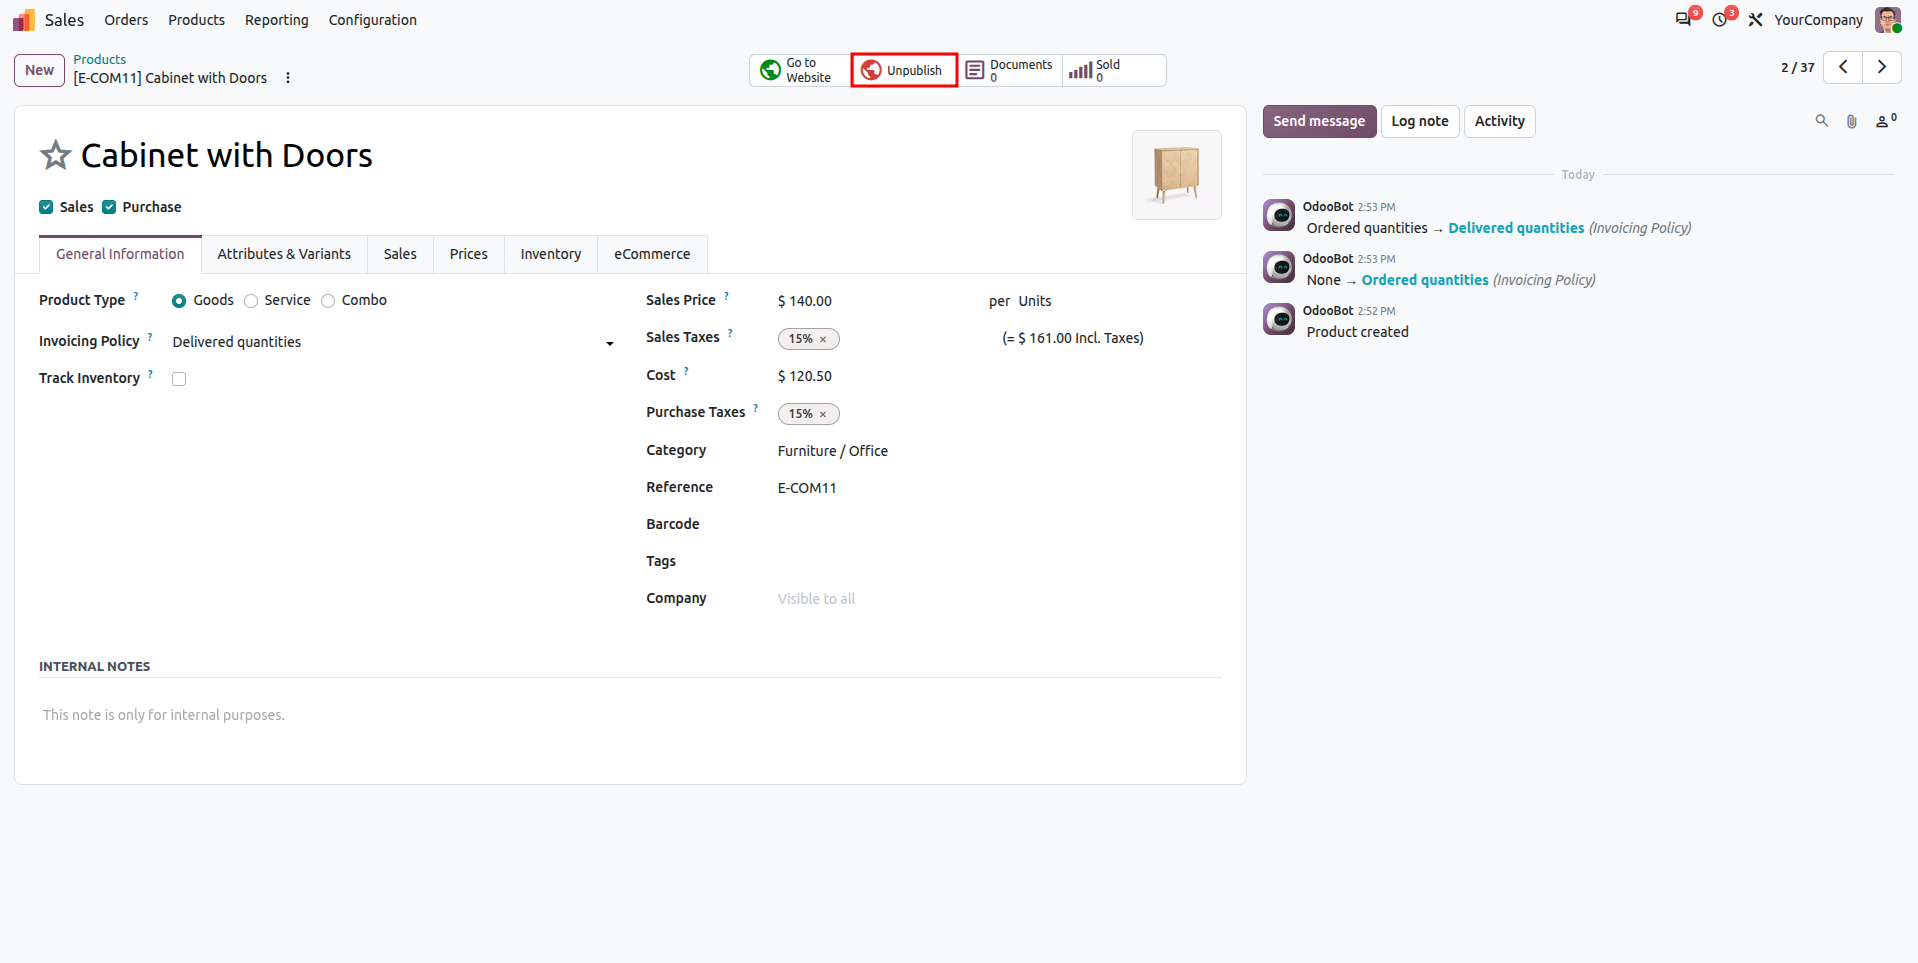 Sales Orders Products Reporting Configuration 9 3 YourCompany
New Products
[E-COM11] Cabinet with Doors
Go to Website Unpublish Documents 0 Sold 0 2 / 37
Send message Log note Activity 0
Cabinet with Doors
Sales Purchase
General Information Attributes & Variants Sales Prices Inventory eCommerce
Product Type ? Goods Service Combo
Invoicing Policy ? Delivered quantities
Track Inventory ?
Sales Price ? $ 140.00 per Units
Sales Taxes ? 15% × (= $ 161.00 Incl. Taxes)
Cost ? $ 120.50
Purchase Taxes ? 15% ×
Category Furniture / Office
Reference E-COM11
Barcode
Tags
Company Visible to all
INTERNAL NOTES
This note is only for internal purposes.
Today
OdooBot 2:53 PM
Ordered quantities → Delivered quantities (Invoicing Policy)
OdooBot 2:53 PM
None → Ordered quantities (Invoicing Policy)
OdooBot 2:52 PM
Product created